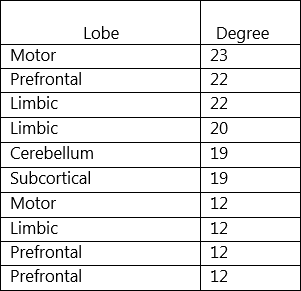 Lobe Degree
Motor 23
Prefrontal 22
Limbic 22
Limbic 20
Cerebellum 19
Subcortical 19
Motor 12
Limbic 12
Prefrontal 12
Prefrontal 12